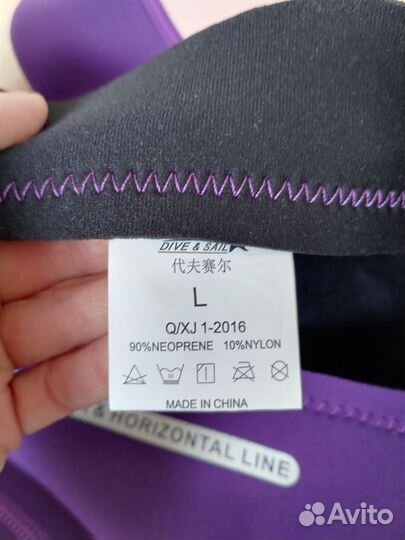 DIVE & SAIL
代夫赛尔
L
Q/XJ 1-2016
90%NEOPRENE 10%NYLON
30
MADE IN CHINA
& HORIZONTAL LINE
Avito